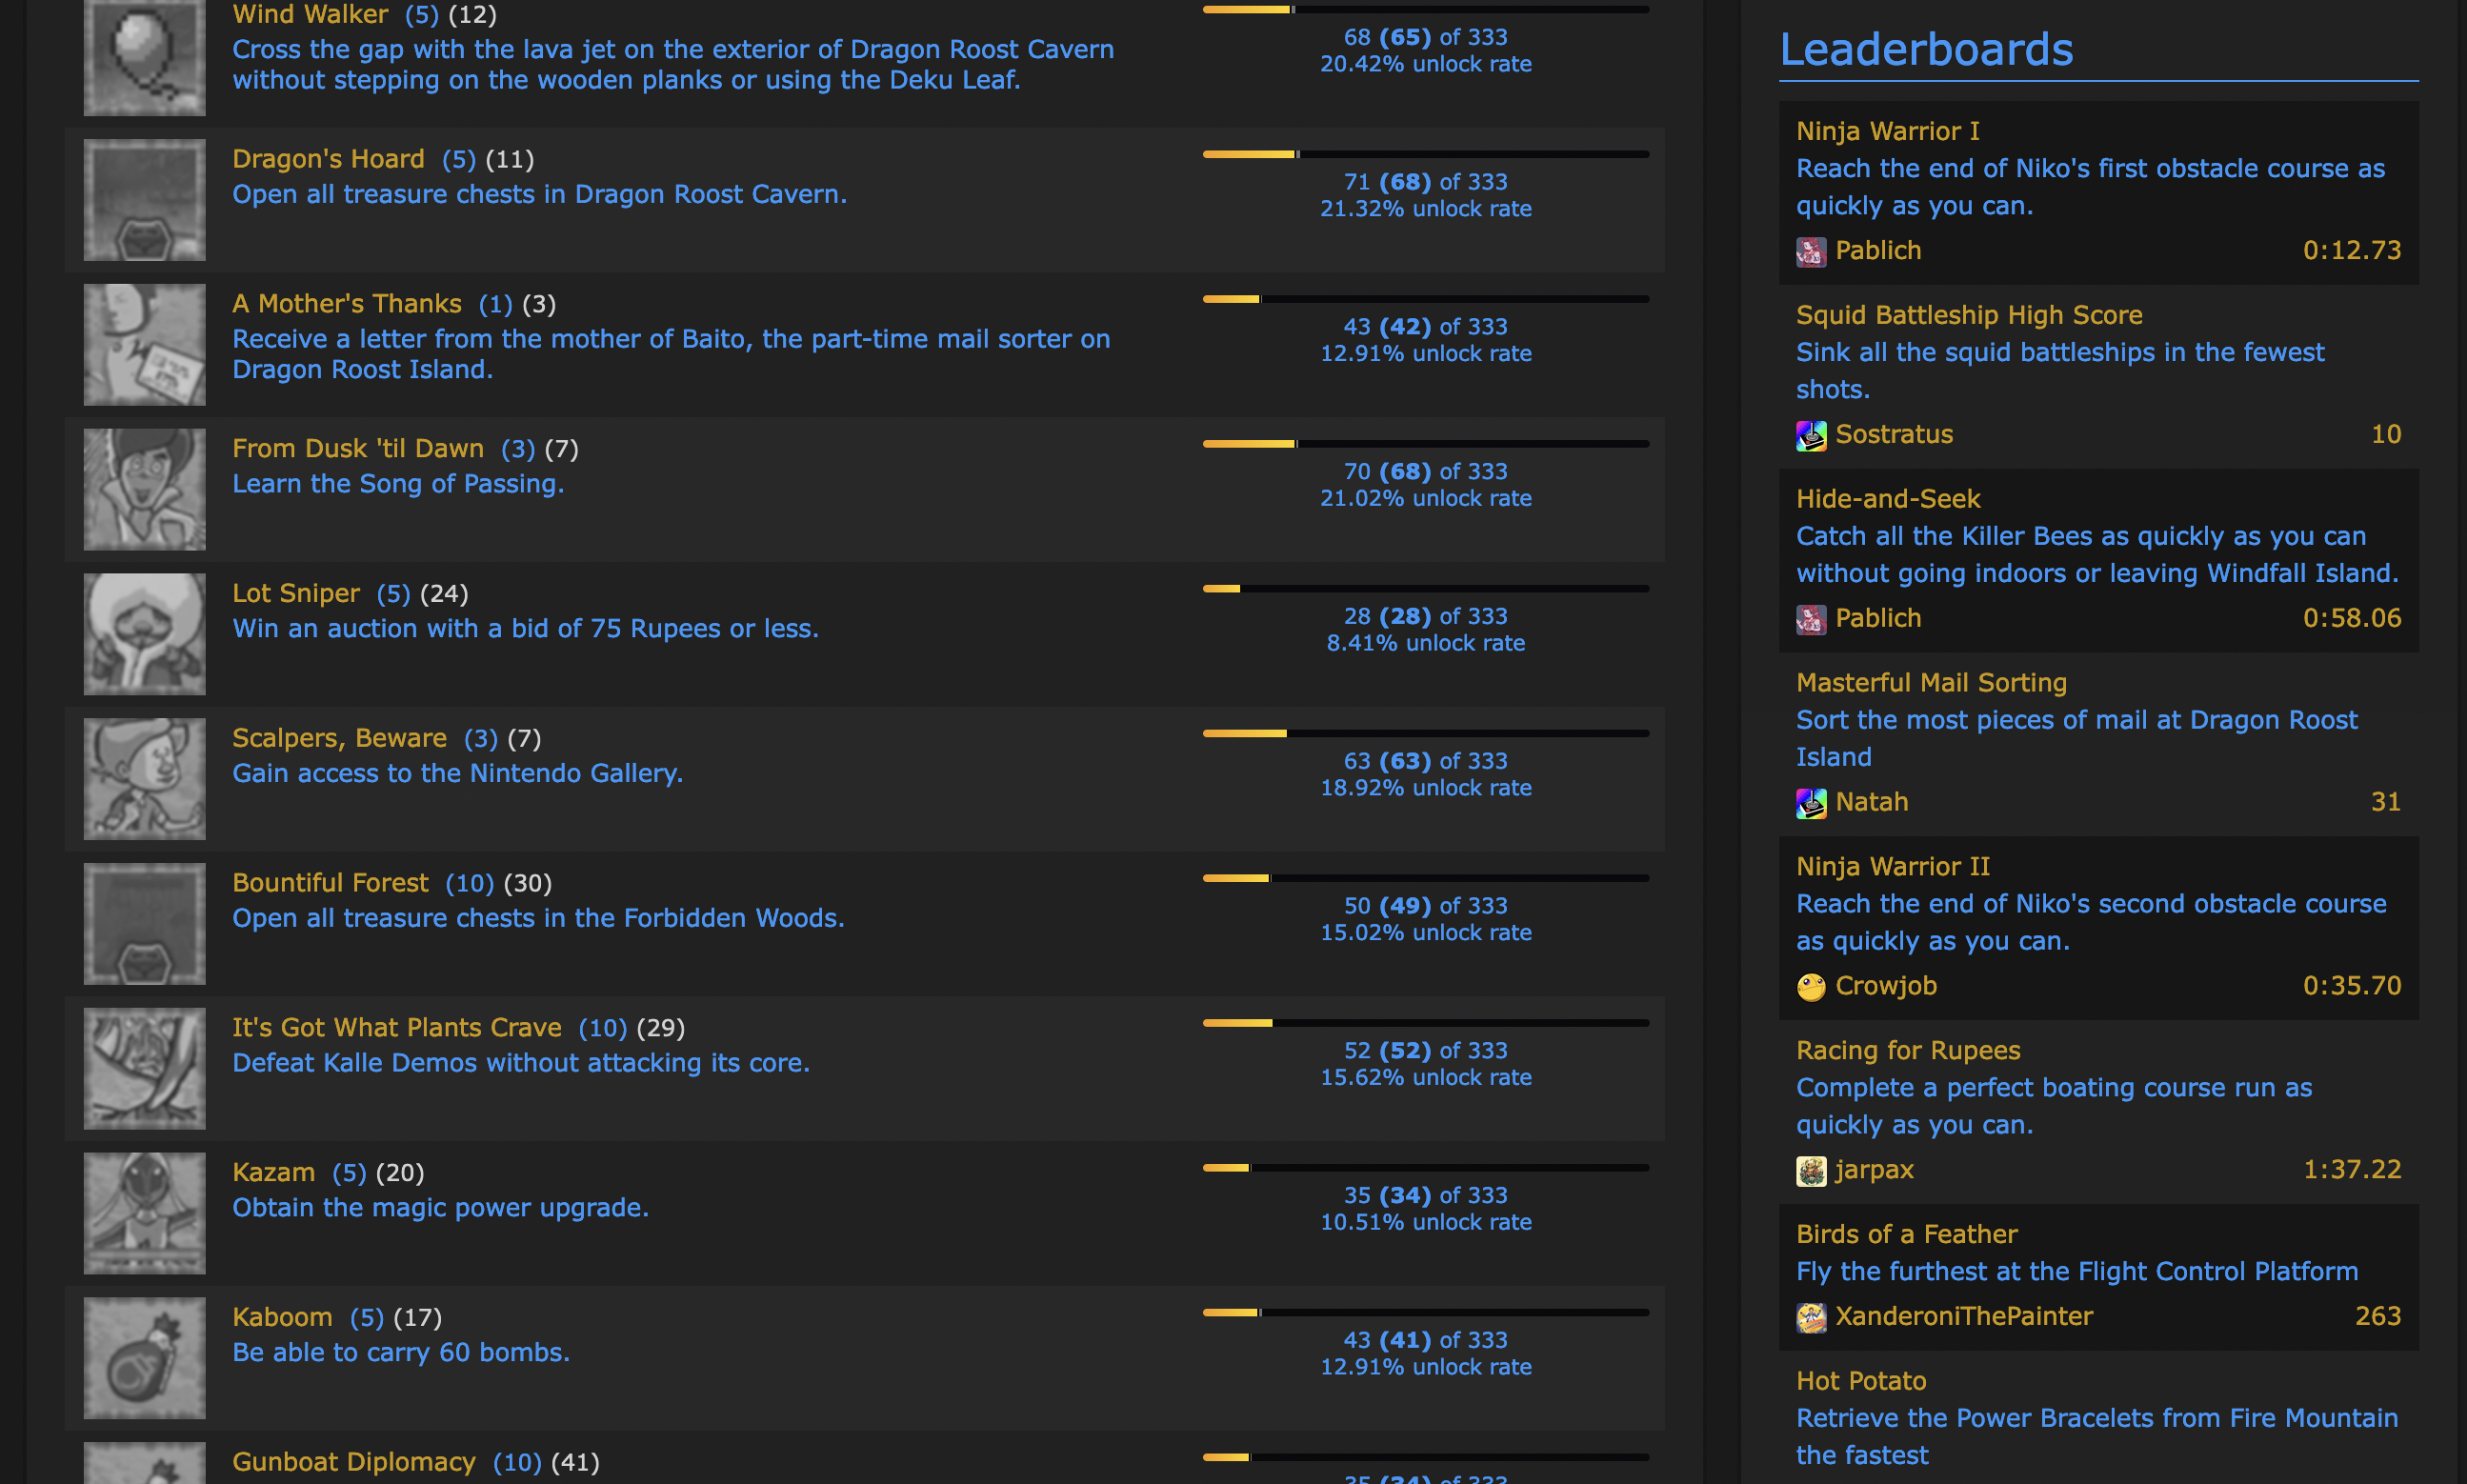 Wind Walker (5) (12)
Cross the gap with the lava jet on the exterior of Dragon Roost Cavern
without stepping on the wooden planks or using the Deku Leaf.
68 (65) of 333
20.42% unlock rate
Dragon's Hoard (5) (11)
Open all treasure chests in Dragon Roost Cavern.
71 (68) of 333
21.32% unlock rate
A Mother's Thanks (1) (3)
Receive a letter from the mother of Baito, the part-time mail sorter on
Dragon Roost Island.
43 (42) of 333
12.91% unlock rate
From Dusk 'til Dawn (3) (7)
Learn the Song of Passing.
70 (68) of 333
21.02% unlock rate
Lot Sniper (5) (24)
Win an auction with a bid of 75 Rupees or less.
28 (28) of 333
8.41% unlock rate
Scalpers, Beware (3) (7)
Gain access to the Nintendo Gallery.
63 (63) of 333
18.92% unlock rate
Bountiful Forest (10) (30)
Open all treasure chests in the Forbidden Woods.
50 (49) of 333
15.02% unlock rate
It's Got What Plants Crave (10) (29)
Defeat Kalle Demos without attacking its core.
52 (52) of 333
15.62% unlock rate
Kazam (5) (20)
Obtain the magic power upgrade.
35 (34) of 333
10.51% unlock rate
Kaboom (5) (17)
Be able to carry 60 bombs.
43 (41) of 333
12.91% unlock rate
Gunboat Diplomacy (10) (41)
35 (34) of 333
Leaderboards
Ninja Warrior I
Reach the end of Niko's first obstacle course as
quickly as you can.
Pablich 0:12.73
Squid Battleship High Score
Sink all the squid battleships in the fewest
shots.
Sostratus 10
Hide-and-Seek
Catch all the Killer Bees as quickly as you can
without going indoors or leaving Windfall Island.
Pablich 0:58.06
Masterful Mail Sorting
Sort the most pieces of mail at Dragon Roost
Island
Natah 31
Ninja Warrior II
Reach the end of Niko's second obstacle course
as quickly as you can.
Crowjob 0:35.70
Racing for Rupees
Complete a perfect boating course run as
quickly as you can.
jarpax 1:37.22
Birds of a Feather
Fly the furthest at the Flight Control Platform
XanderoniThePainter 263
Hot Potato
Retrieve the Power Bracelets from Fire Mountain
the fastest